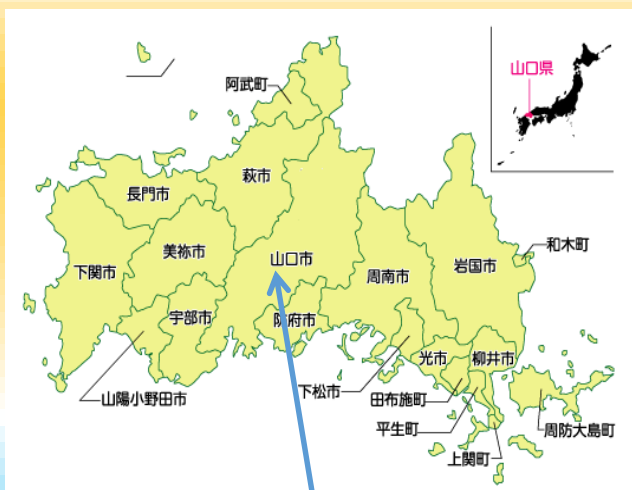 山口県
阿武町
萩市
長門市
美祢市
山口市
和木町
下関市
周南市
岩国市
宇部市
防府市
光市
柳井市
下松市
山陽小野田市
田布施町
平生町
周防大島町
上関町